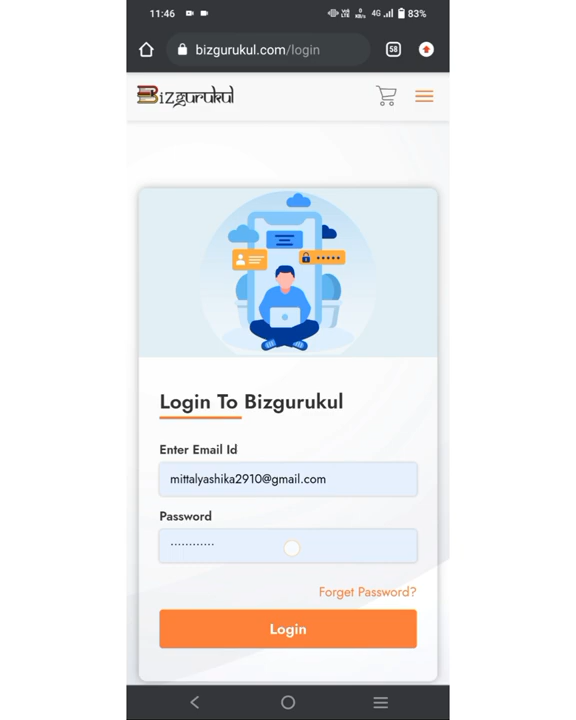 11:46
4G
83%
bizgurukul.com/login
58
Bizgurukul
Login To Bizgurukul
Enter Email Id
mittalyashika2910@gmail.com
Password
............
Forget Password?
Login